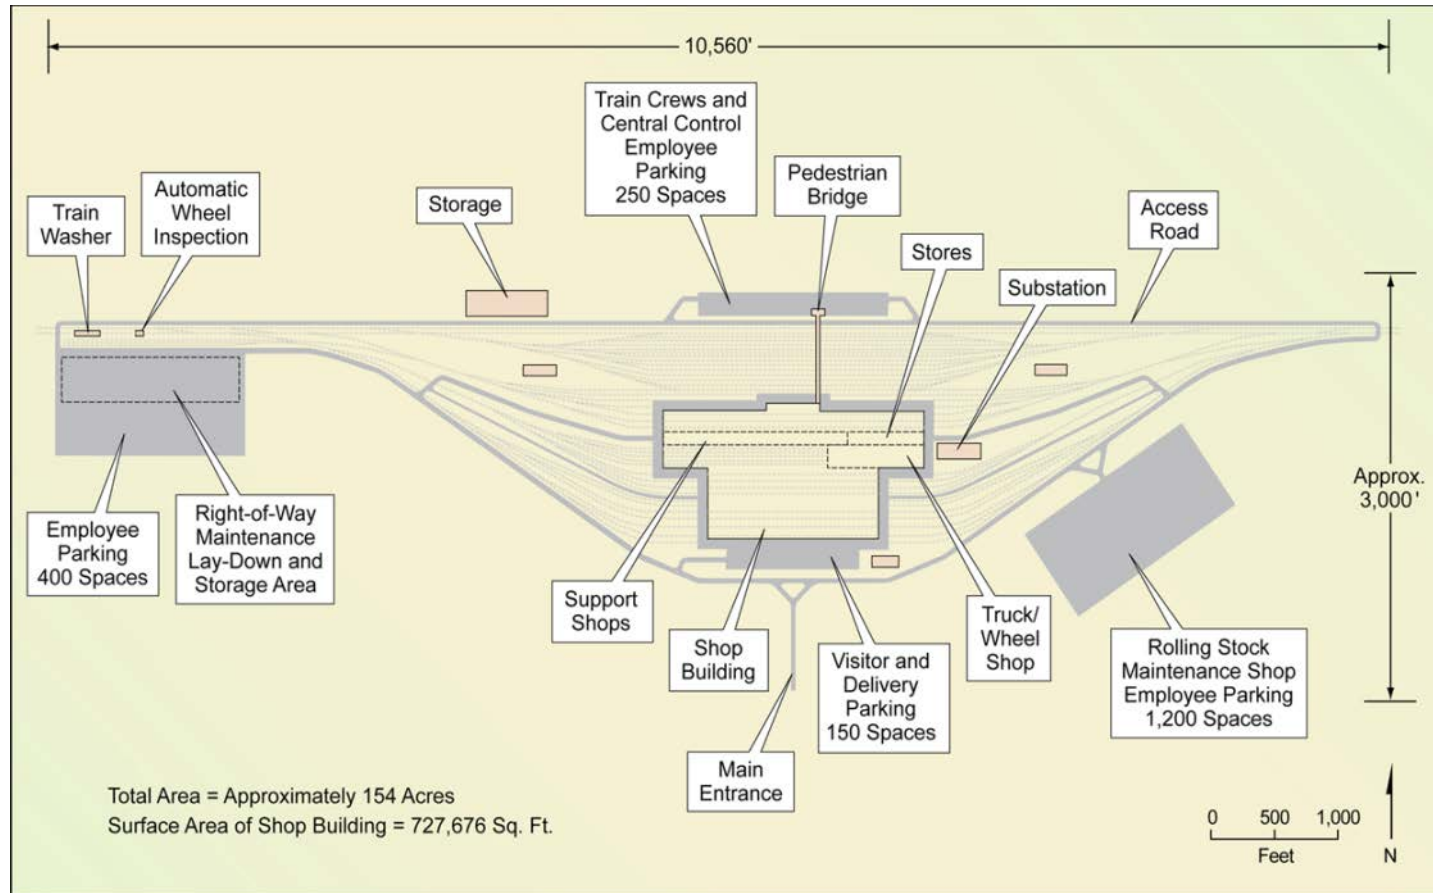 10,560'
Train Crews and
Central Control
Employee
Parking
250 Spaces
Pedestrian
Bridge
Automatic
Wheel
Inspection
Train
Washer
Storage
Access
Road
Stores
Substation
Approx.
3,000'
Employee
Parking
400 Spaces
Right-of-Way
Maintenance
Lay-Down and
Storage Area
Support
Shops
Shop
Building
Visitor and
Delivery
Parking
150 Spaces
Truck/
Wheel
Shop
Rolling Stock
Maintenance Shop
Employee Parking
1,200 Spaces
Main
Entrance
Total Area = Approximately 154 Acres
Surface Area of Shop Building = 727,676 Sq. Ft.
0 500 1,000
Feet
N